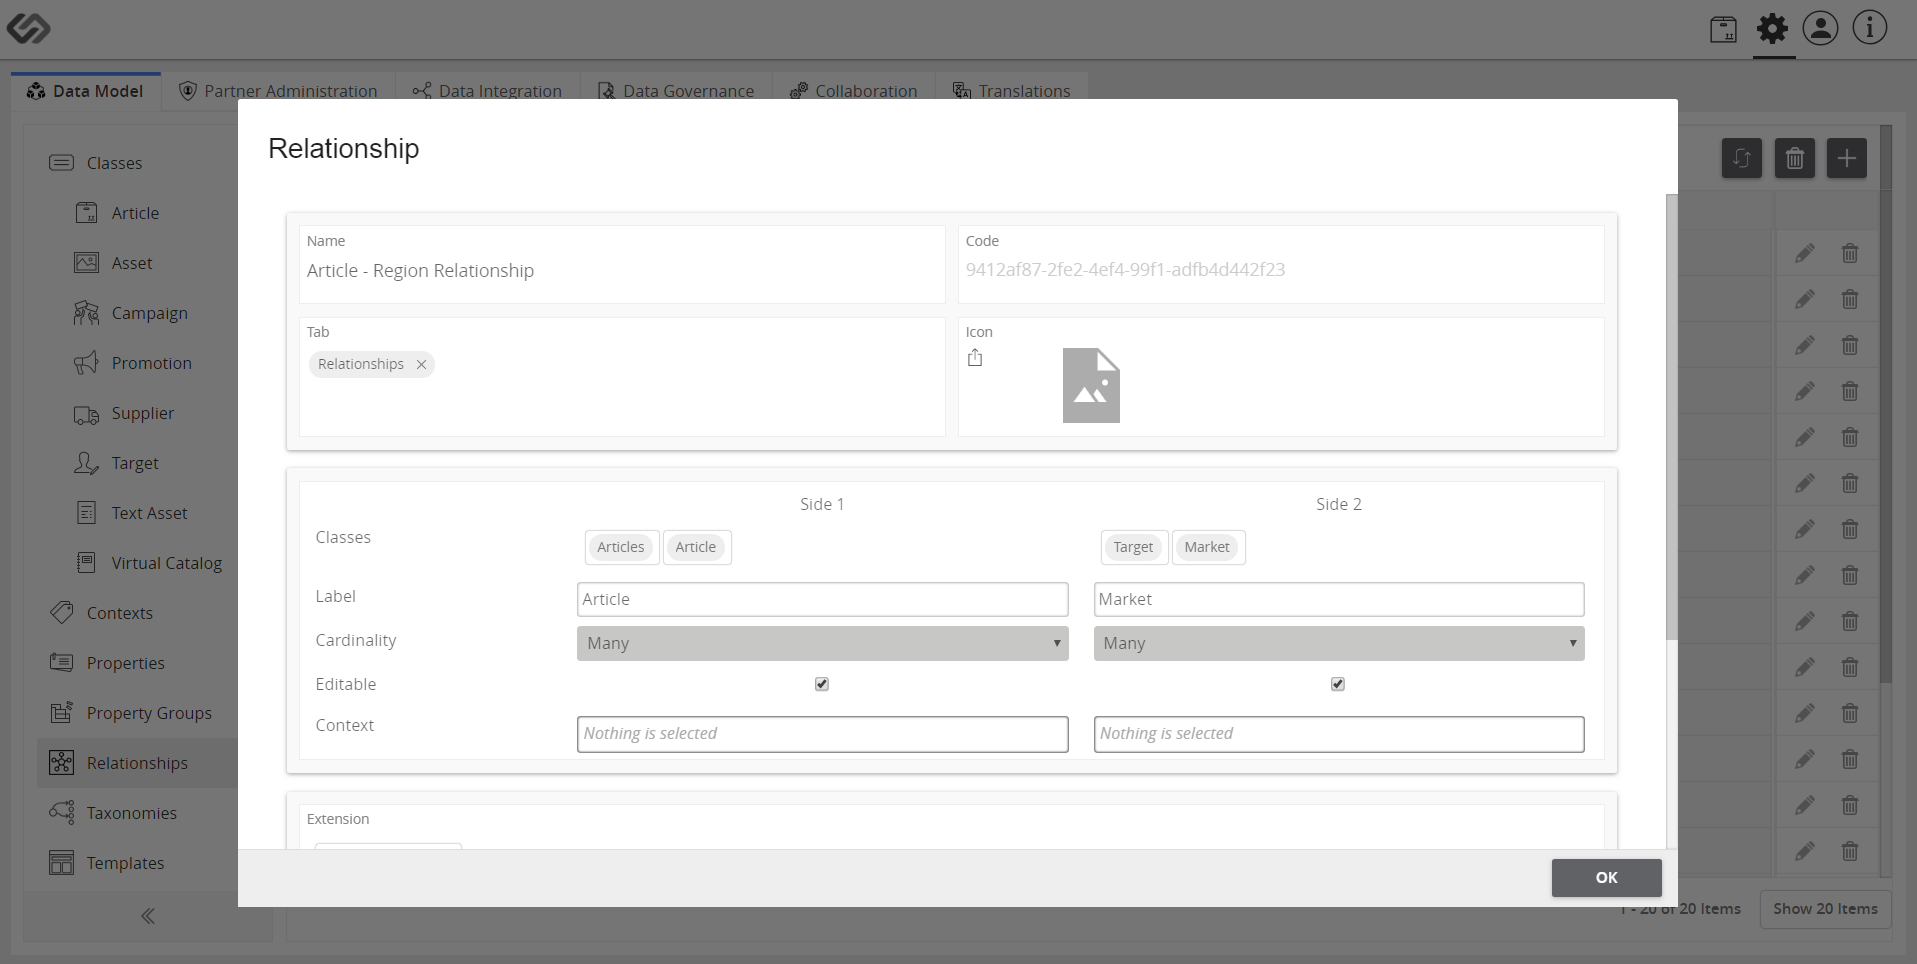 Data Model
Partner Administration
Data Integration
Data Governance
Collaboration
Translations
Classes
Article
Asset
Campaign
Promotion
Supplier
Target
Text Asset
Virtual Catalog
Contexts
Properties
Property Groups
Relationships
Taxonomies
Templates
Relationship
Name
Article - Region Relationship
Code
9412af87-2fe2-4ef4-99f1-adfb4d442f23
Tab
Relationships
Icon
Side 1 Side 2
Classes Articles Article Target Market
Label Article Market
Cardinality Many Many
Editable
Context Nothing is selected Nothing is selected
Extension
OK
1 - 20 of 20 Items
Show 20 Items